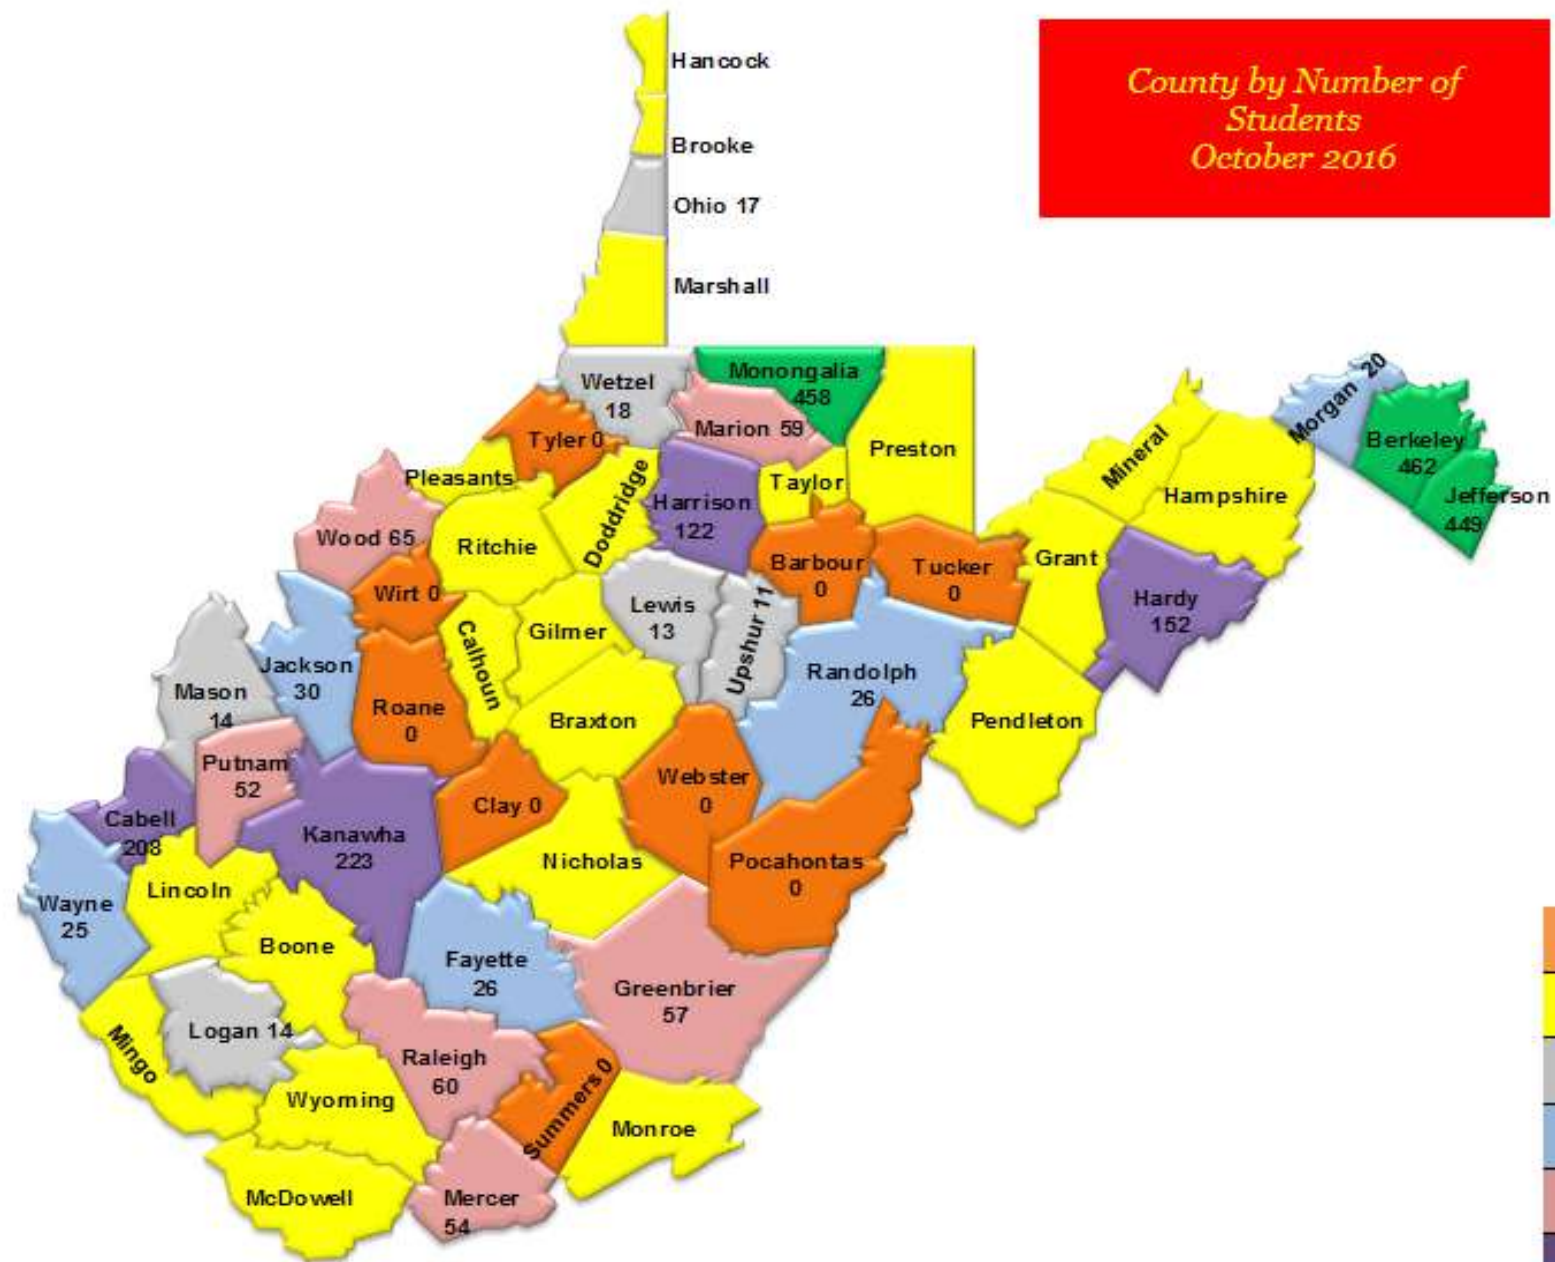 Hancock
County by Number of
Students
October 2016
Brooke
Ohio 17
Marshall
Wetzel
18
Monongalia
458
Morgan 20
Tyler 0
Marion 59
Preston
Mineral
Berkeley
462
Pleasants
Doddridge
Harrison
122
Taylor
Hampshire
Jefferson
449
Wood 65
Ritchie
Barbour
0
Tucker
0
Grant
Wirt 0
Calhoun
Gilmer
Lewis
13
Upshur 11
Hardy
152
Mason
14
Jackson
30
Roane
0
Braxton
Randolph
26
Pendleton
Putnam
52
Clay 0
Webster
0
Cabell
208
Kanawha
223
Nicholas
Pocahontas
0
Lincoln
Wayne
25
Boone
Fayette
26
Greenbrier
57
Mingo
Logan 14
Raleigh
60
Summers 0
Wyoming
Monroe
McDowell
Mercer
54